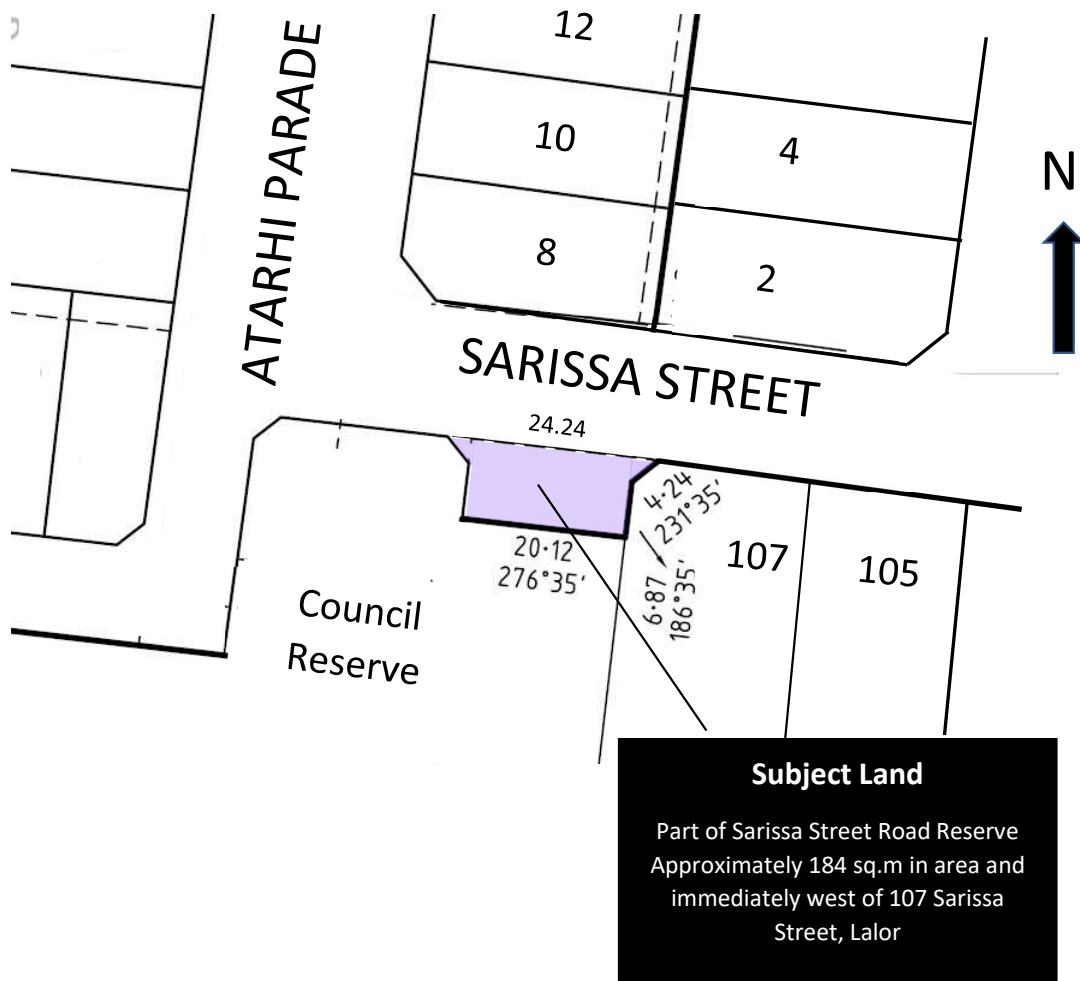 12
10
8
4
2
N
ATARHI PARADE
SARISSA STREET
24.24
4·24
231°35'
20·12
276°35'
6·87
186°35'
107
105
Council
Reserve
Subject Land
Part of Sarissa Street Road Reserve
Approximately 184 sq.m in area and
immediately west of 107 Sarissa
Street, Lalor